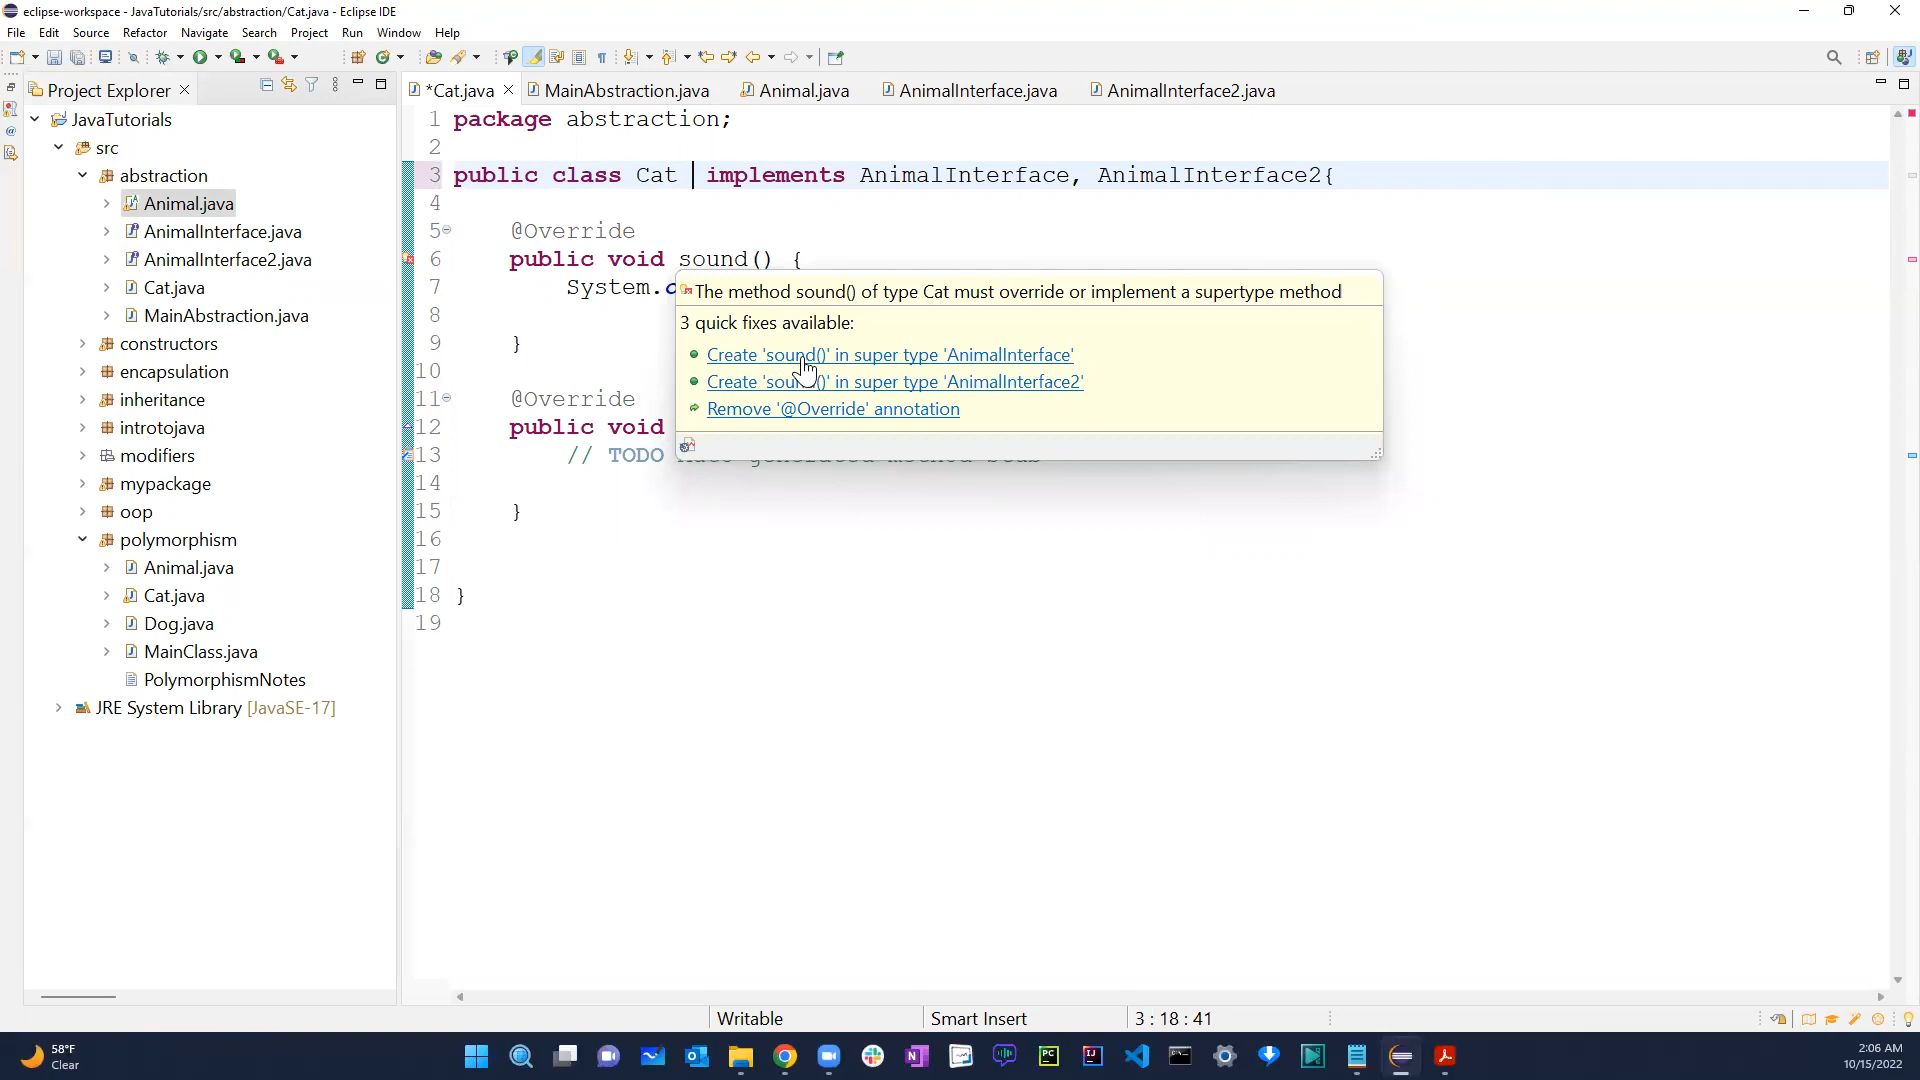 eclipse-workspace - JavaTutorials/src/abstraction/Cat.java - Eclipse IDE
File Edit Source Refactor Navigate Search Project Run Window Help
Project Explorer
*Cat.java MainAbstraction.java Animal.java AnimalInterface.java AnimalInterface2.java
JavaTutorials
src
abstraction
Animal.java
AnimalInterface.java
AnimalInterface2.java
Cat.java
MainAbstraction.java
constructors
encapsulation
inheritance
introtojava
modifiers
mypackage
oop
polymorphism
Animal.java
Cat.java
Dog.java
MainClass.java
PolymorphismNotes
JRE System Library [JavaSE-17]
1 package abstraction;
2
3 public class Cat implements AnimalInterface, AnimalInterface2{
4
5 @Override
6 public void sound() {
7 System.
8
9 }
10
11 @Override
12 public void
13 // TODO
14
15 }
16
17
18 }
19
The method sound() of type Cat must override or implement a supertype method
3 quick fixes available:
Create 'sound()' in super type 'AnimalInterface'
Create 'sound()' in super type 'AnimalInterface2'
Remove '@Override' annotation
Writable Smart Insert 3 : 18 : 41
58°F
Clear
2:06 AM
10/15/2022